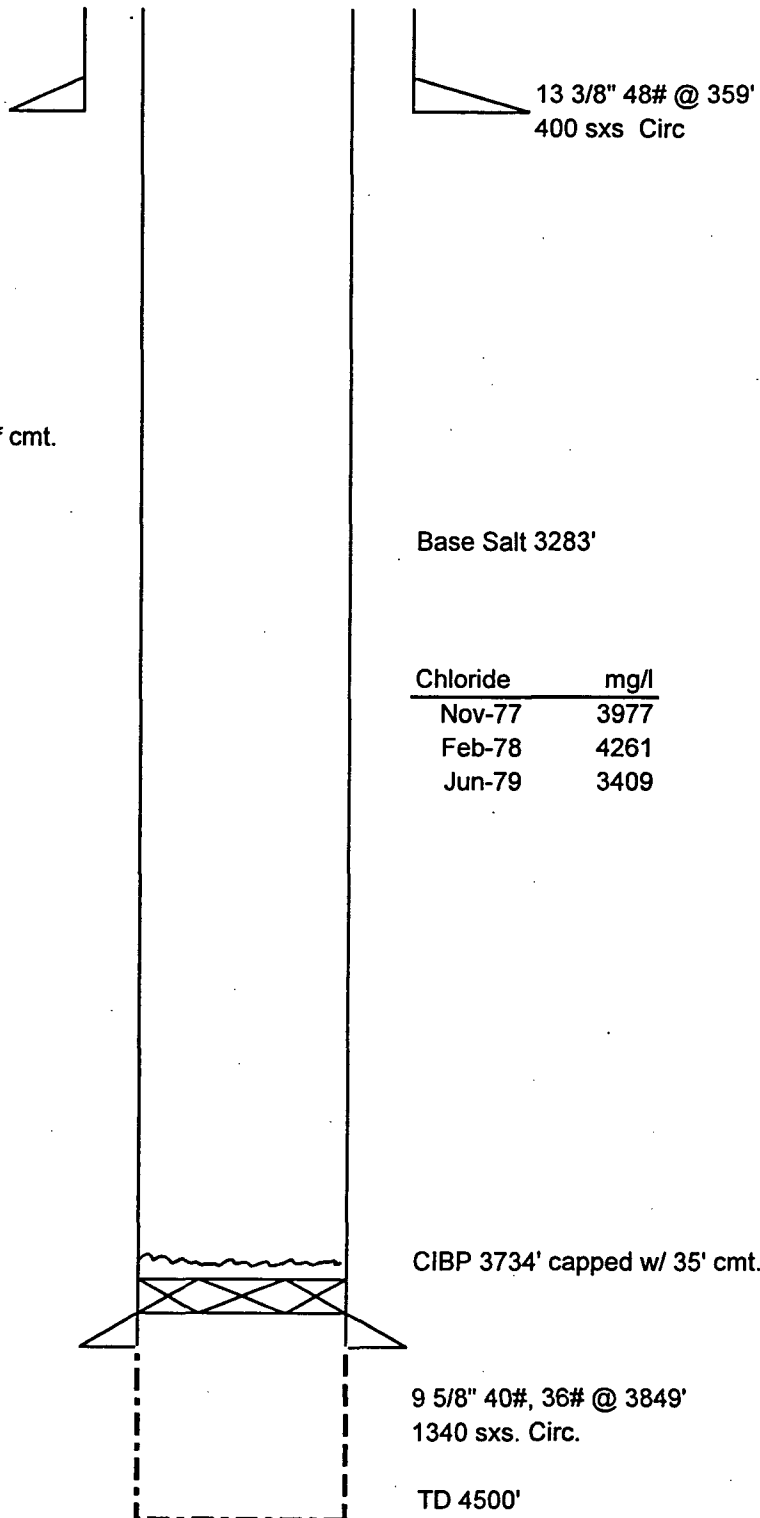 13 3/8" 48# @ 359'
400 sxs Circ
cmt.
Base Salt 3283'
Chloride mg/l
Nov-77 3977
Feb-78 4261
Jun-79 3409
CIBP 3734' capped w/ 35' cmt.
9 5/8" 40#, 36# @ 3849'
1340 sxs. Circ.
TD 4500'